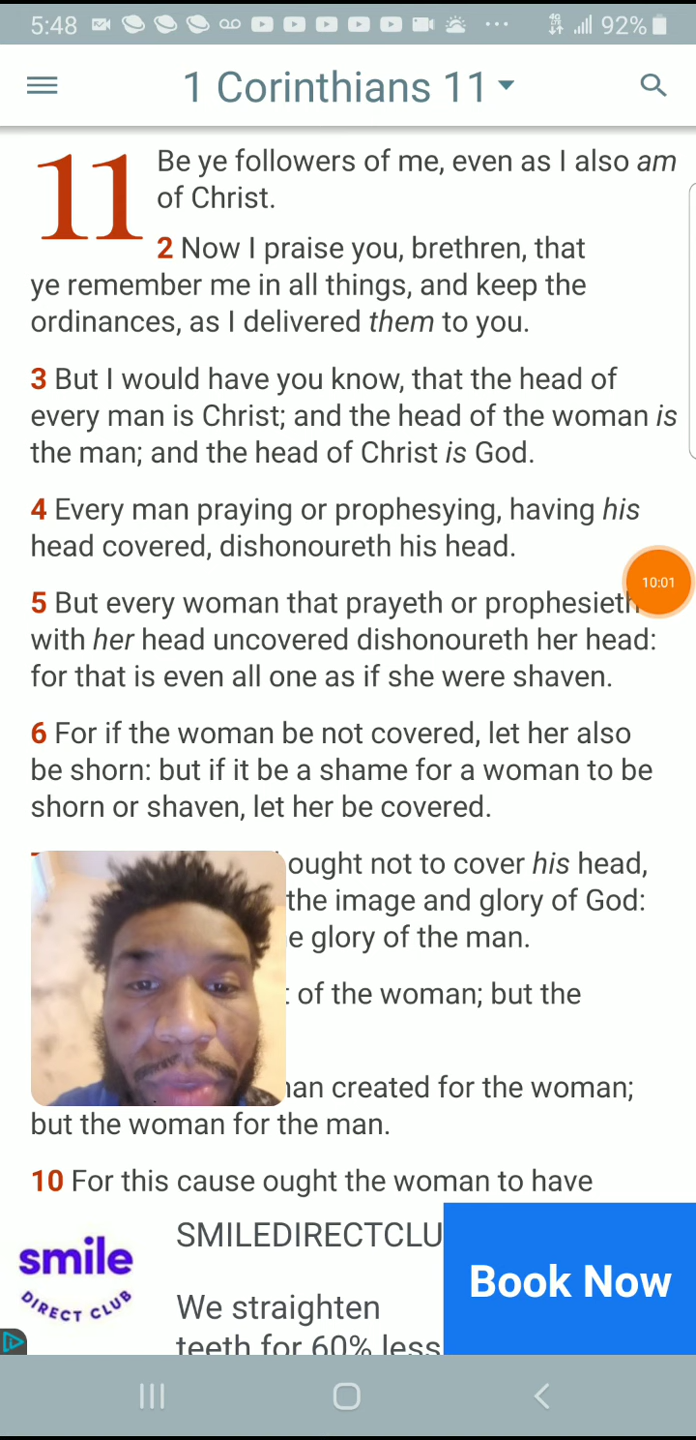 5:48
4G
92%
1 Corinthians 11
11 Be ye followers of me, even as I also am
of Christ.
2 Now I praise you, brethren, that
ye remember me in all things, and keep the
ordinances, as I delivered them to you.
3 But I would have you know, that the head of
every man is Christ; and the head of the woman is
the man; and the head of Christ is God.
4 Every man praying or prophesying, having his
head covered, dishonoureth his head.
10:01
5 But every woman that prayeth or prophesieth
with her head uncovered dishonoureth her head:
for that is even all one as if she were shaven.
6 For if the woman be not covered, let her also
be shorn: but if it be a shame for a woman to be
shorn or shaven, let her be covered.
ought not to cover his head,
the image and glory of God:
e glory of the man.
of the woman; but the
an created for the woman;
but the woman for the man.
10 For this cause ought the woman to have
smile
DIRECT CLUB
SMILEDIRECTCLU
We straighten
teeth for 60% less
Book Now